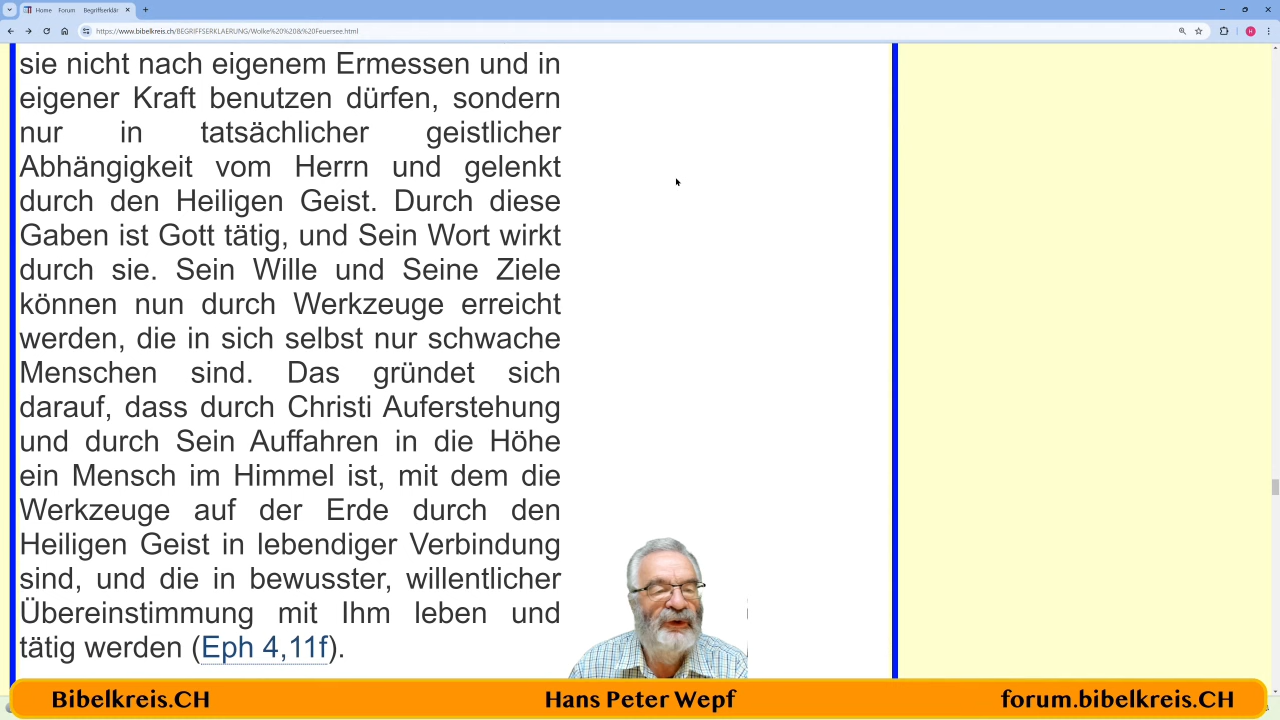 Home Forum Begriffserklär
https://www.bibelkreis.ch/BEGRIFFSERKLAERUNG/Wolke%20%20&%20Feuersee.html
sie nicht nach eigenem Ermessen und in
eigener Kraft benutzen dürfen, sondern
nur in tatsächlicher geistlicher
Abhängigkeit vom Herrn und gelenkt
durch den Heiligen Geist. Durch diese
Gaben ist Gott tätig, und Sein Wort wirkt
durch sie. Sein Wille und Seine Ziele
können nun durch Werkzeuge erreicht
werden, die in sich selbst nur schwache
Menschen sind. Das gründet sich
darauf, dass durch Christi Auferstehung
und durch Sein Auffahren in die Höhe
ein Mensch im Himmel ist, mit dem die
Werkzeuge auf der Erde durch den
Heiligen Geist in lebendiger Verbindung
sind, und die in bewusster, willentlicher
Übereinstimmung mit Ihm leben und
tätig werden (Eph 4,11f).
Bibelkreis.CH Hans Peter Wepf forum.bibelkreis.CH